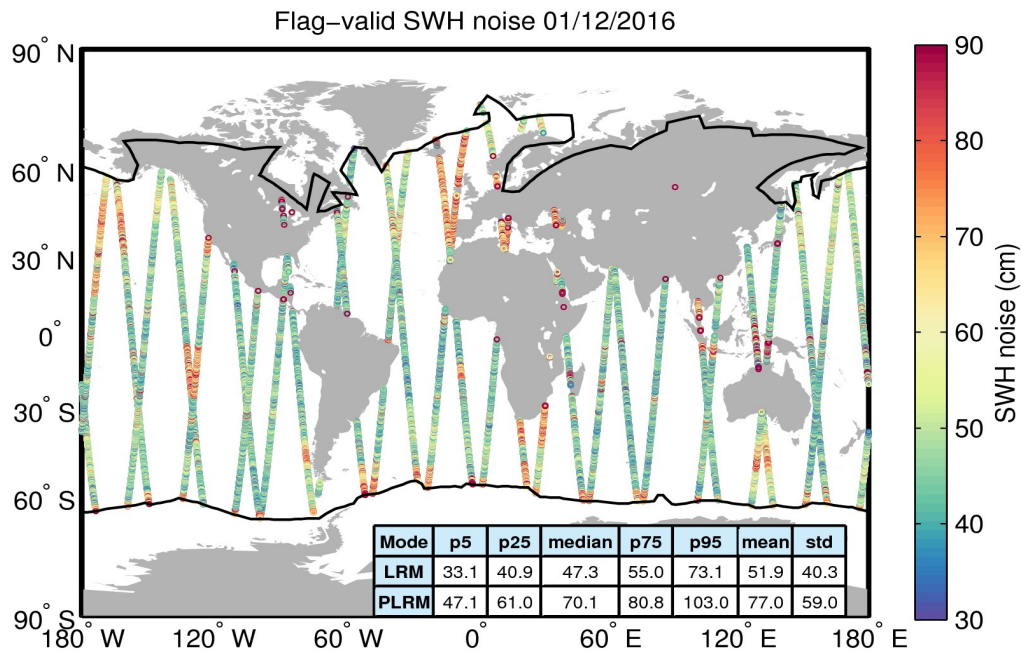 Flag−valid SWH noise 01/12/2016
90° N
60° N
30° N
0°
30° S
60° S
90° S
180° W
120° W
60° W
0°
60° E
120° E
180° E
Mode p5 p25 median p75 p95 mean std
LRM 33.1 40.9 47.3 55.0 73.1 51.9 40.3
PLRM 47.1 61.0 70.1 80.8 103.0 77.0 59.0
90
80
70
60
50
40
30
SWH noise (cm)